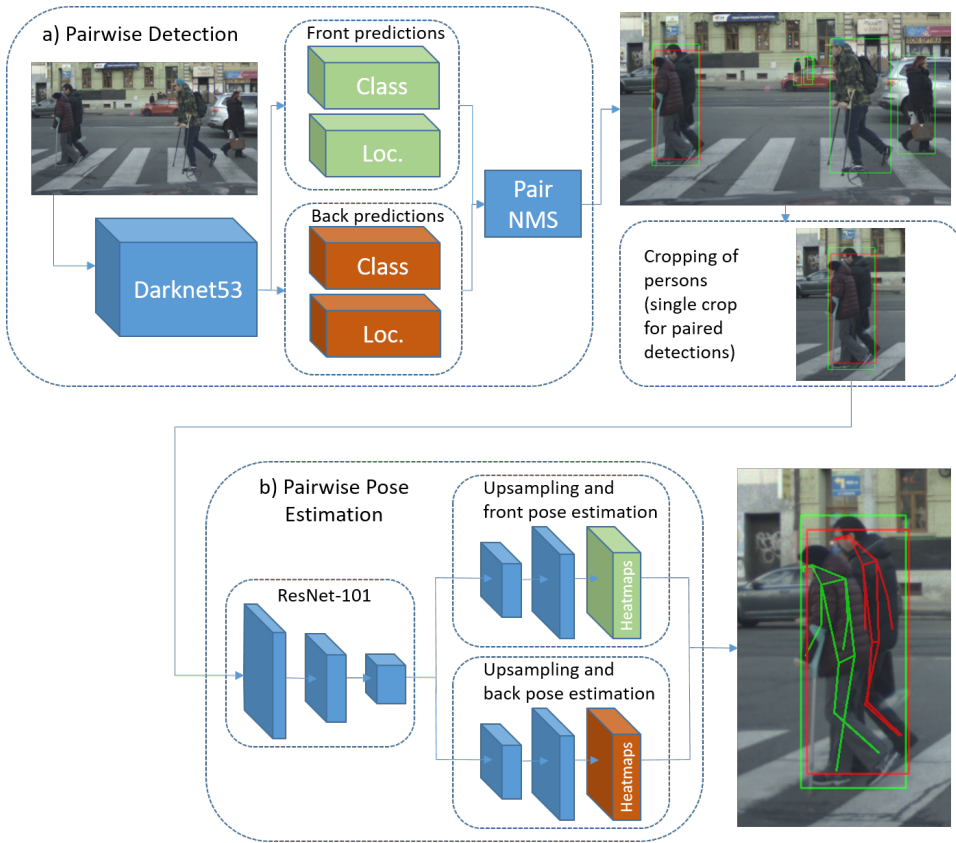 a) Pairwise Detection
Front predictions
Class
Loc.
Back predictions
Class
Loc.
Darknet53
Pair
NMS
Cropping of
persons
(single crop
for paired
detections)
b) Pairwise Pose
Estimation
ResNet-101
Upsampling and
front pose estimation
Heatmaps
Upsampling and
back pose estimation
Heatmaps